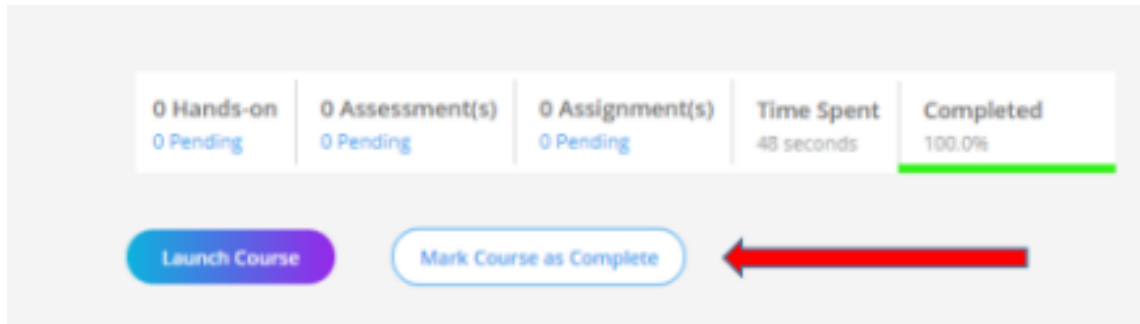 0 Hands-on 0 Assessment(s) 0 Assignment(s) Time Spent Completed
0 Pending 0 Pending 0 Pending 48 seconds 100.0%
Launch Course Mark Course as Complete